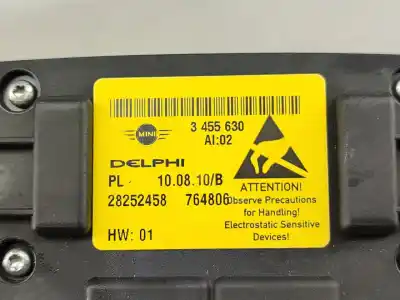 MINI
3 455 630
AI:02
DELPHI
PL - 10.08.10/B
28252458 764806
HW: 01
ATTENTION!
Observe Precautions
for Handling!
Electrostatic Sensitive
Devices!